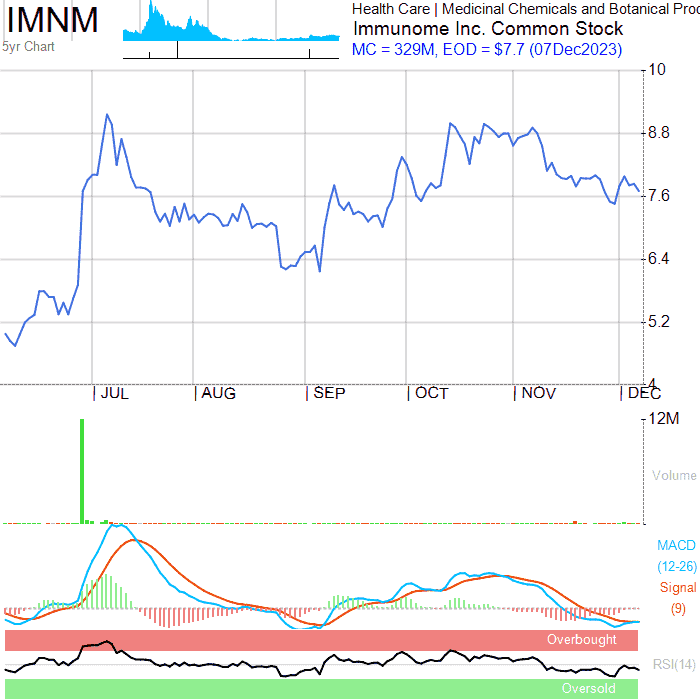 IMNM
5yr Chart
Health Care | Medicinal Chemicals and Botanical Pro
Immunome Inc. Common Stock
MC = 329M, EOD = $7.7 (07Dec2023)
10
8.8
7.6
6.4
5.2
4
JUL AUG SEP OCT NOV DEC
12M
Volume
MACD
(12-26)
Signal
(9)
Overbought
RSI(14)
Oversold